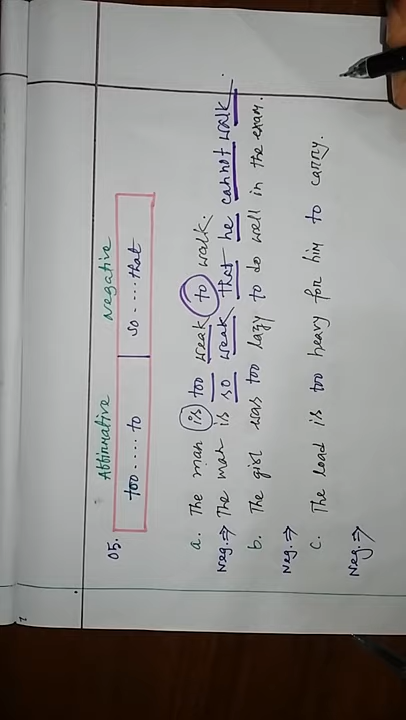 Affirmative Negative
05. too.....to so....that
a. The man is too weak to walk.
Neg.⇒ The man is so weak that he cannot walk.
b. The girl was too lazy to do well in the exam.
Neg.⇒
c. The load is too heavy for him to carry.
Neg.⇒